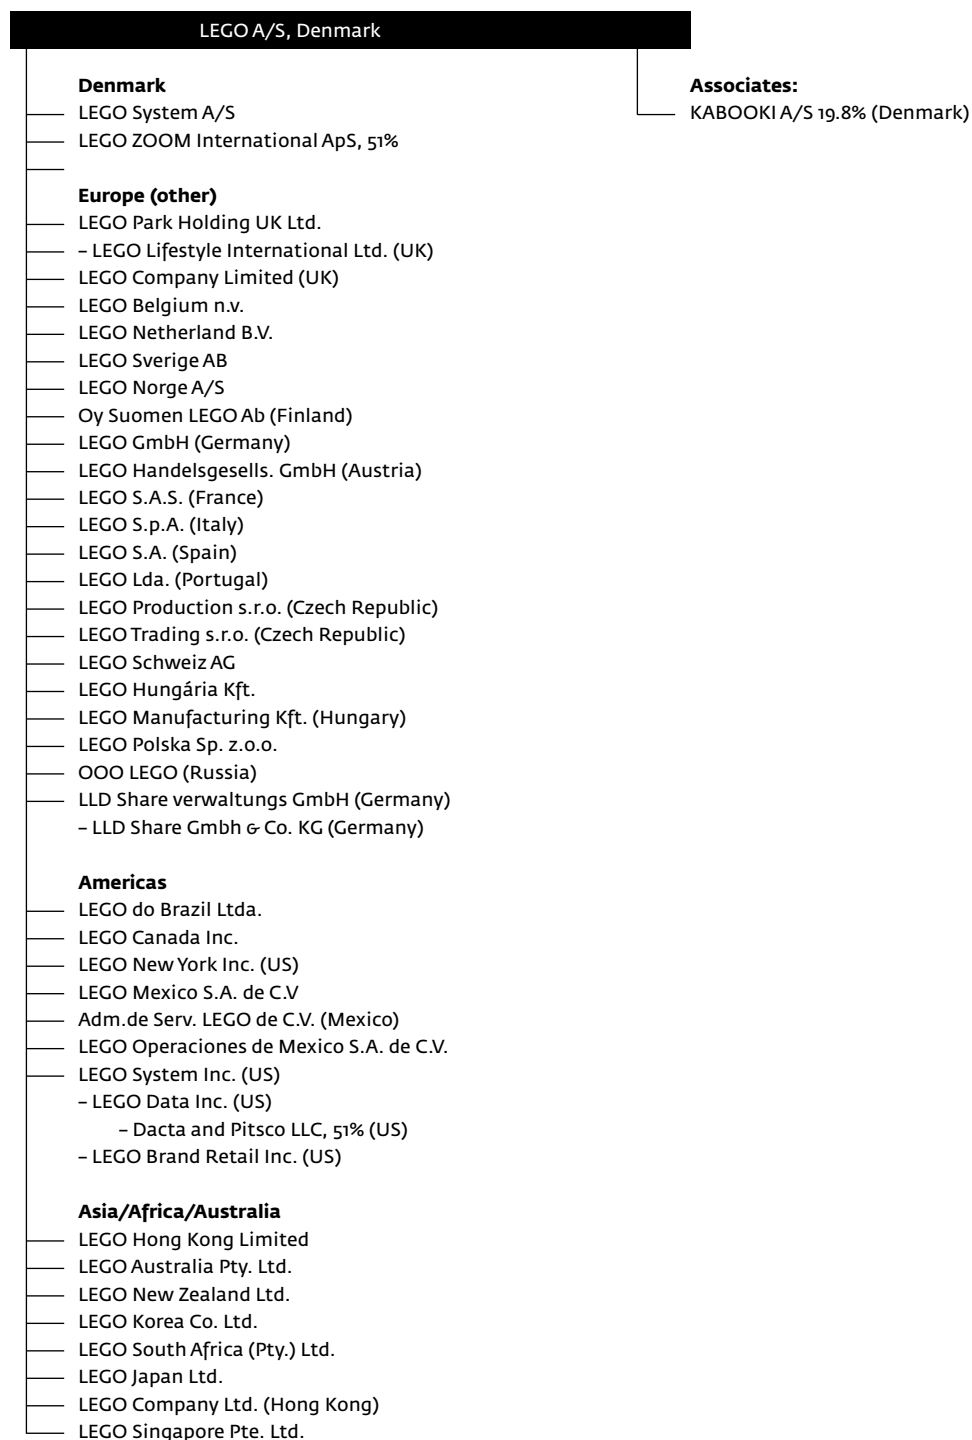 LEGO A/S, Denmark
Denmark
LEGO System A/S
LEGO ZOOM International ApS, 51%
Associates:
KABOOKI A/S 19.8% (Denmark)
Europe (other)
LEGO Park Holding UK Ltd.
– LEGO Lifestyle International Ltd. (UK)
LEGO Company Limited (UK)
LEGO Belgium n.v.
LEGO Netherland B.V.
LEGO Sverige AB
LEGO Norge A/S
Oy Suomen LEGO Ab (Finland)
LEGO GmbH (Germany)
LEGO Handelsgesells. GmbH (Austria)
LEGO S.A.S. (France)
LEGO S.p.A. (Italy)
LEGO S.A. (Spain)
LEGO Lda. (Portugal)
LEGO Production s.r.o. (Czech Republic)
LEGO Trading s.r.o. (Czech Republic)
LEGO Schweiz AG
LEGO Hungária Kft.
LEGO Manufacturing Kft. (Hungary)
LEGO Polska Sp. z.o.o.
OOO LEGO (Russia)
LLD Share verwaltungs GmbH (Germany)
– LLD Share Gmbh & Co. KG (Germany)
Americas
LEGO do Brazil Ltda.
LEGO Canada Inc.
LEGO New York Inc. (US)
LEGO Mexico S.A. de C.V
Adm.de Serv. LEGO de C.V. (Mexico)
LEGO Operaciones de Mexico S.A. de C.V.
LEGO System Inc. (US)
– LEGO Data Inc. (US)
– Dacta and Pitsco LLC, 51% (US)
– LEGO Brand Retail Inc. (US)
Asia/Africa/Australia
LEGO Hong Kong Limited
LEGO Australia Pty. Ltd.
LEGO New Zealand Ltd.
LEGO Korea Co. Ltd.
LEGO South Africa (Pty.) Ltd.
LEGO Japan Ltd.
LEGO Company Ltd. (Hong Kong)
LEGO Singapore Pte. Ltd.